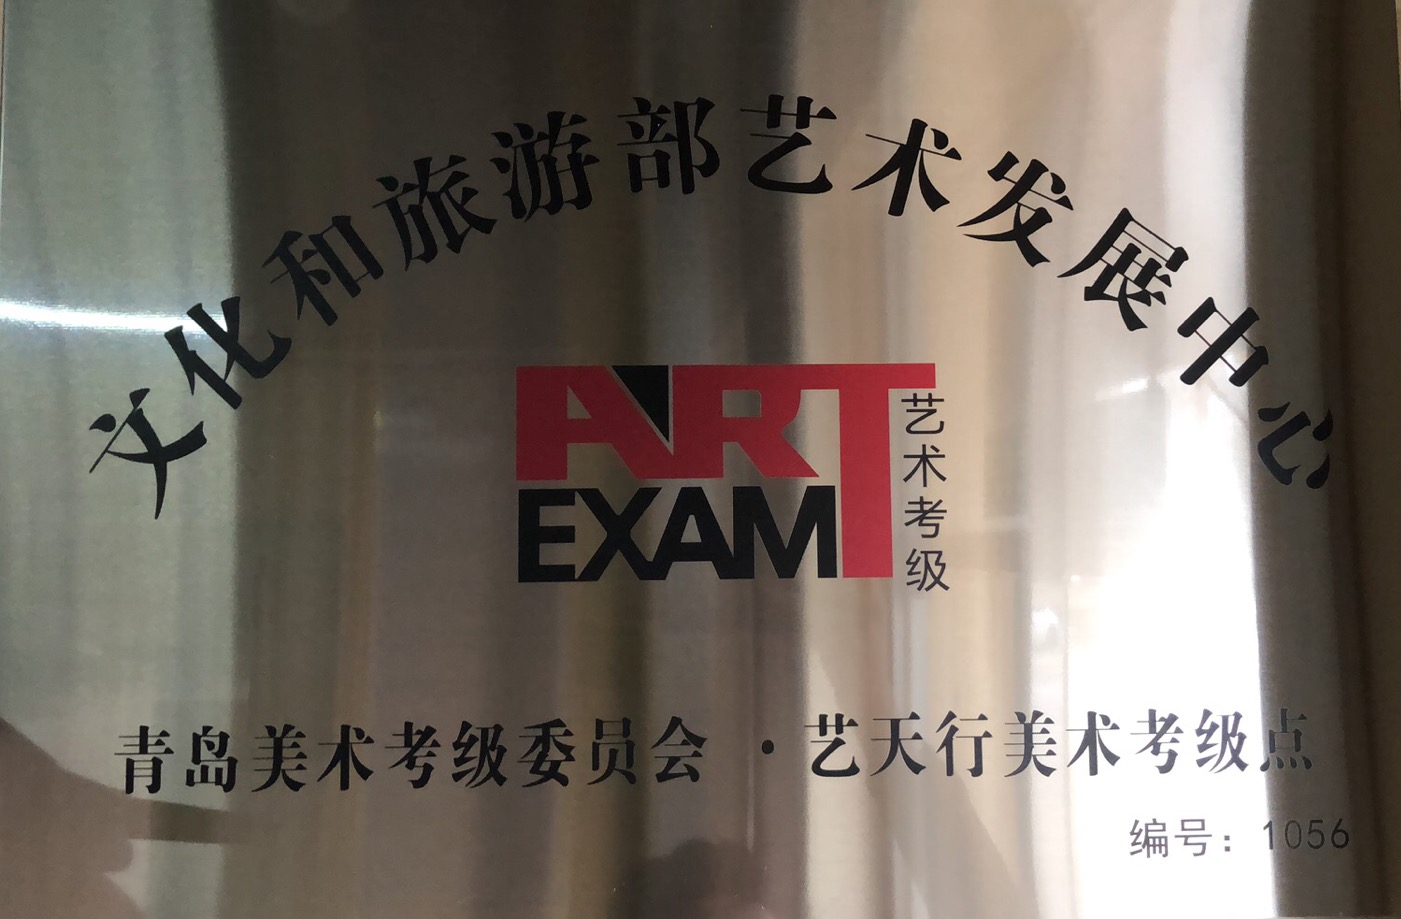 文化和旅游部艺术发展中心
ART
EXAM
艺术考级
青岛美术考级委员会 · 艺天行美术考级点
编号：1056